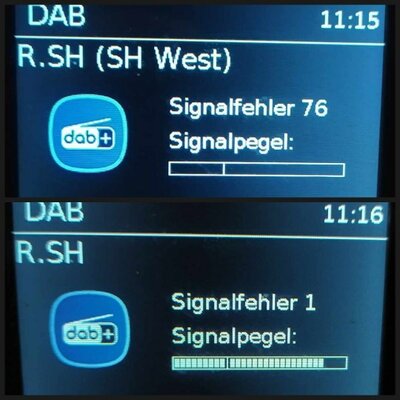 DAB 11:15
R.SH (SH West)
Signalfehler 76
dab+
Signalpegel:
DAB 11:16
R.SH
Signalfehler 1
dab+
Signalpegel: